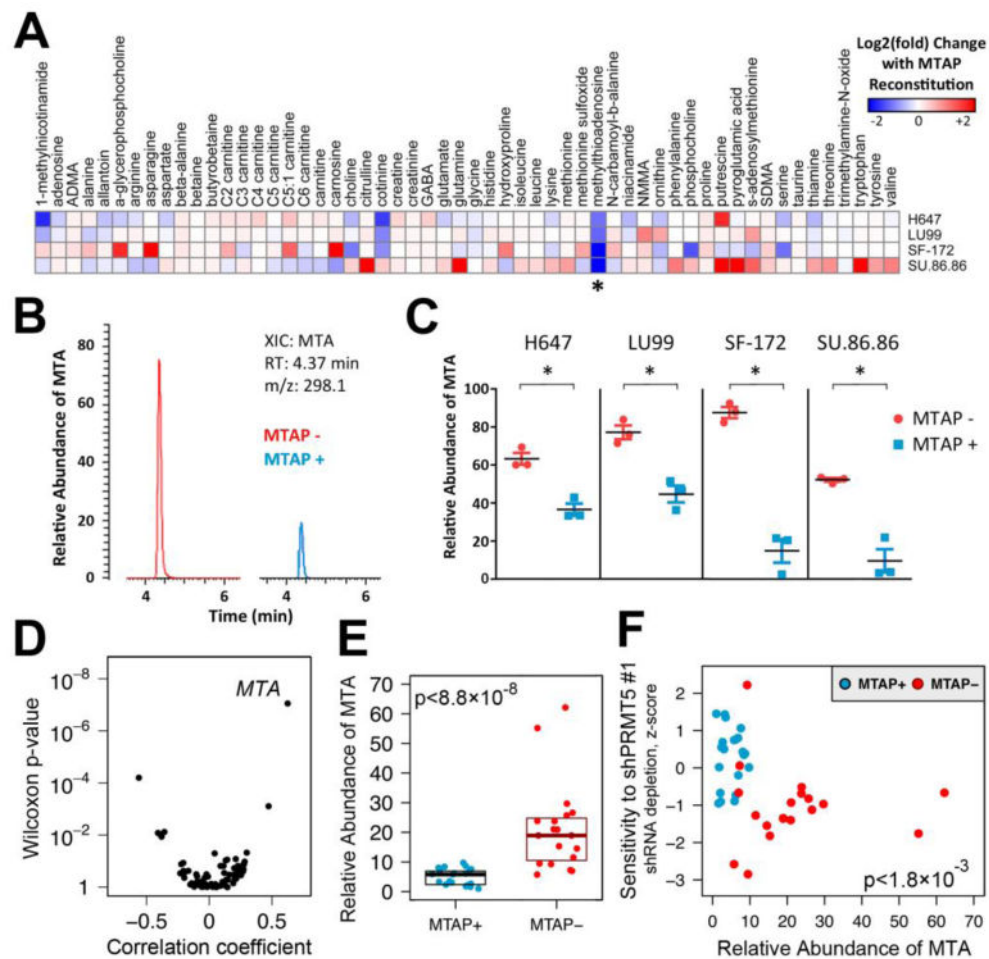 A
Log2(fold) Change
with MTAP
Reconstitution
-2 0 +2
1-methylnicotinamide
adenosine
ADMA
alanine
allantoin
a-glycerophosphocholine
arginine
asparagine
aspartate
beta-alanine
betaine
butyrobetaine
C2 carnitine
C3 carnitine
C4 carnitine
C5 carnitine
C5:1 carnitine
C6 carnitine
carnitine
carnosine
choline
citrulline
cotinine
creatine
creatinine
GABA
glutamate
glutamine
glycine
histidine
hydroxyproline
isoleucine
leucine
lysine
methionine
methionine sulfoxide
methylthioadenosine
N-carbamoyl-b-alanine
niacinamide
NMMA
ornithine
phenylalanine
phosphocholine
proline
putrescine
pyroglutamic acid
s-adenosylmethionine
SDMA
serine
taurine
thiamine
threonine
trimethylamine-N-oxide
tryptophan
tyrosine
valine
H647
LU99
SF-172
SU.86.86
*
B
Relative Abundance of MTA
80
60
40
20
0
XIC: MTA
RT: 4.37 min
m/z: 298.1
MTAP -
MTAP +
4 6 4 6
Time (min)
C
H647 LU99 SF-172 SU.86.86
* * * *
Relative Abundance of MTA
100
80
60
40
20
0
MTAP -
MTAP +
D
Wilcoxon p-value
10-8
10-6
10-4
10-2
1
MTA
−0.5 0 0.5
Correlation coefficient
E
Relative Abundance of MTA
70
60
50
40
30
20
10
0
p<8.8×10-8
MTAP+ MTAP−
F
Sensitivity to shPRMT5 #1
shRNA depletion, z-score
2
1
0
−1
−2
−3
MTAP+ MTAP−
p<1.8×10-3
0 10 20 30 40 50 60 70
Relative Abundance of MTA